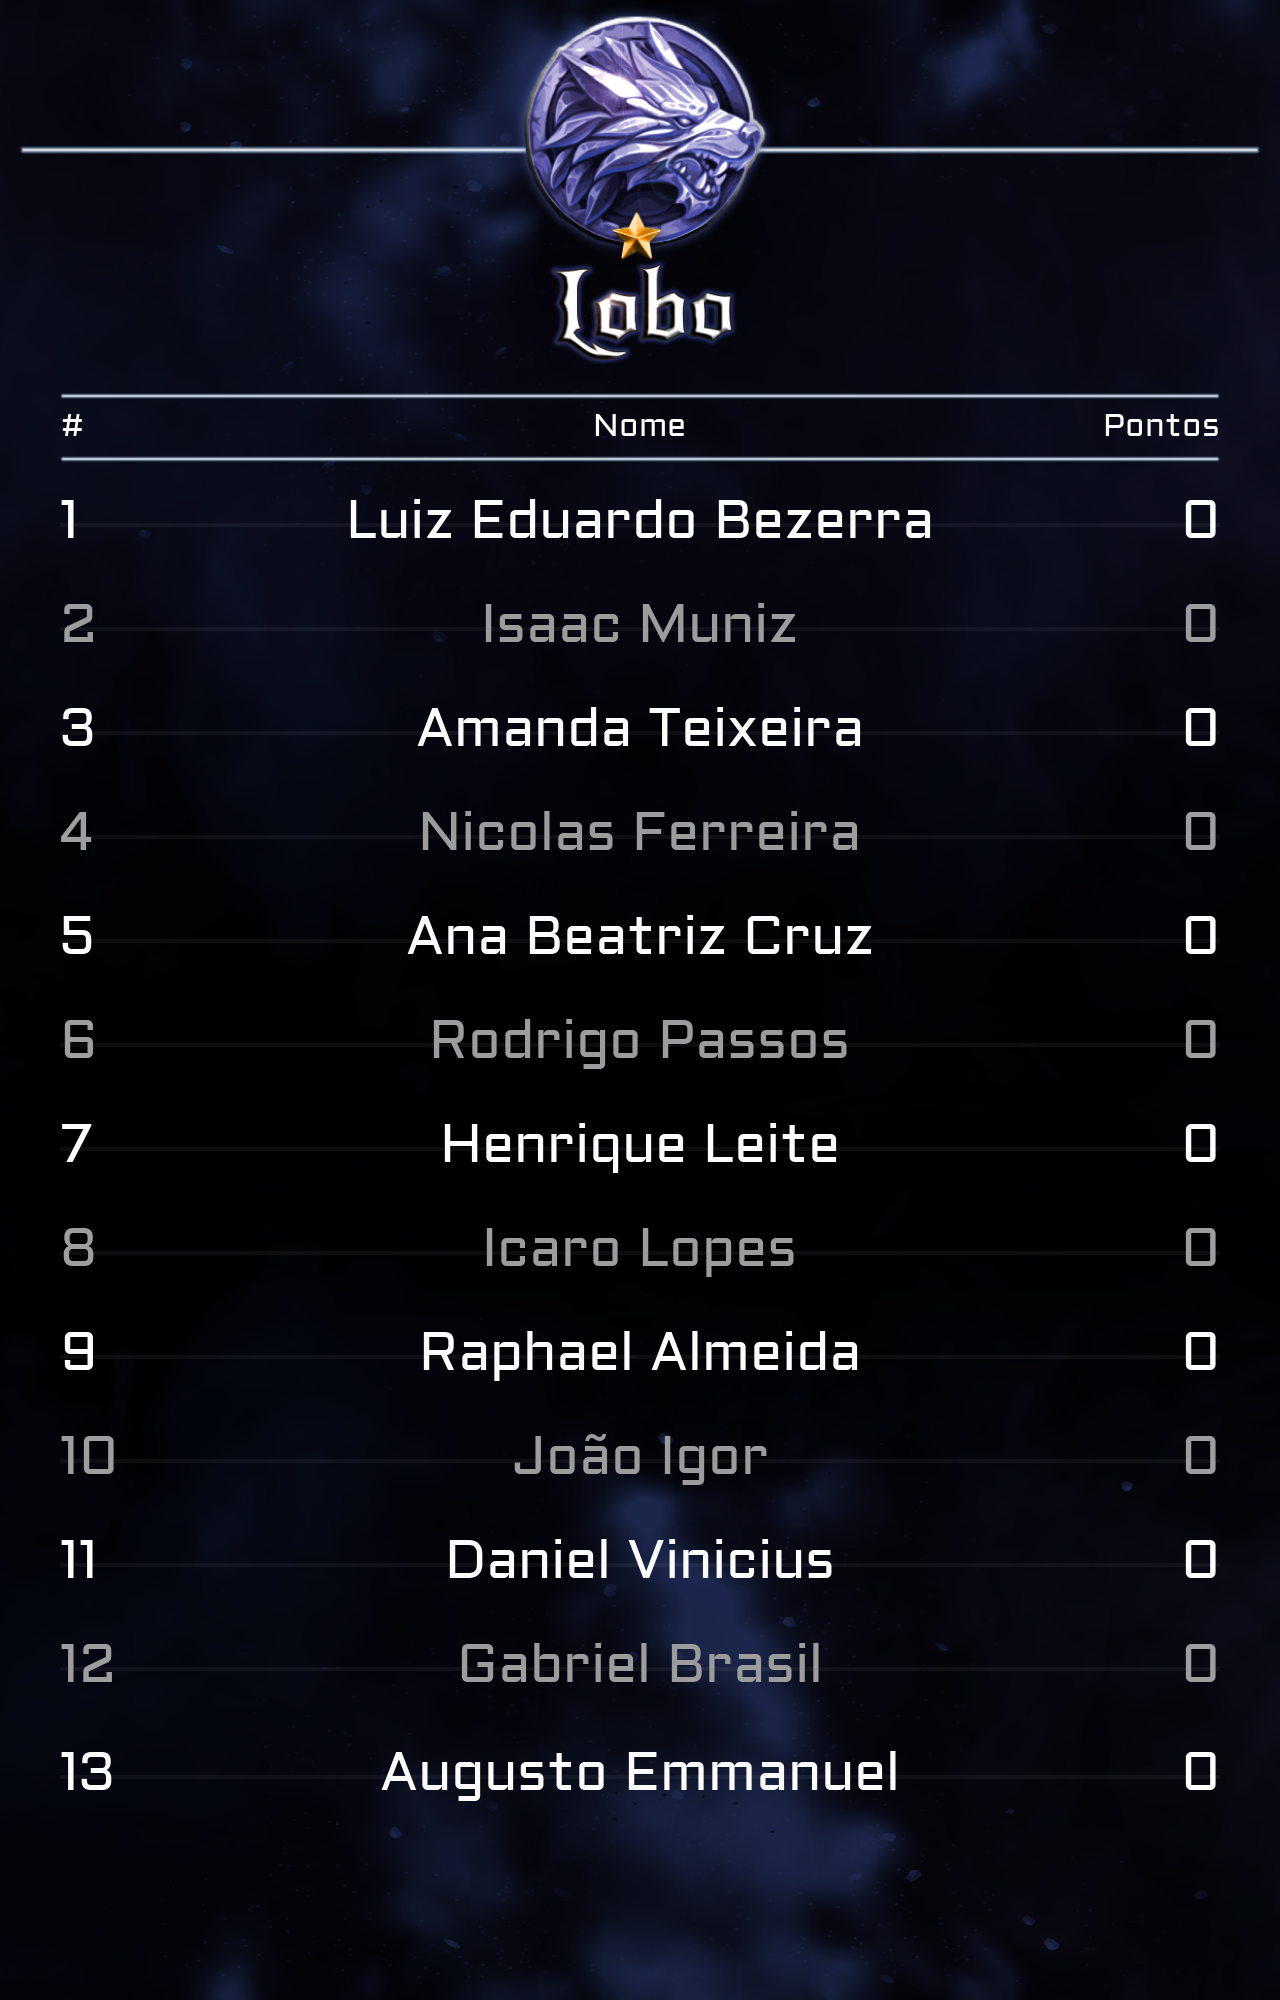 Lobo
# Nome Pontos
1 Luiz Eduardo Bezerra 0
2 Isaac Muniz 0
3 Amanda Teixeira 0
4 Nicolas Ferreira 0
5 Ana Beatriz Cruz 0
6 Rodrigo Passos 0
7 Henrique Leite 0
8 Icaro Lopes 0
9 Raphael Almeida 0
10 João Igor 0
11 Daniel Vinicius 0
12 Gabriel Brasil 0
13 Augusto Emmanuel 0